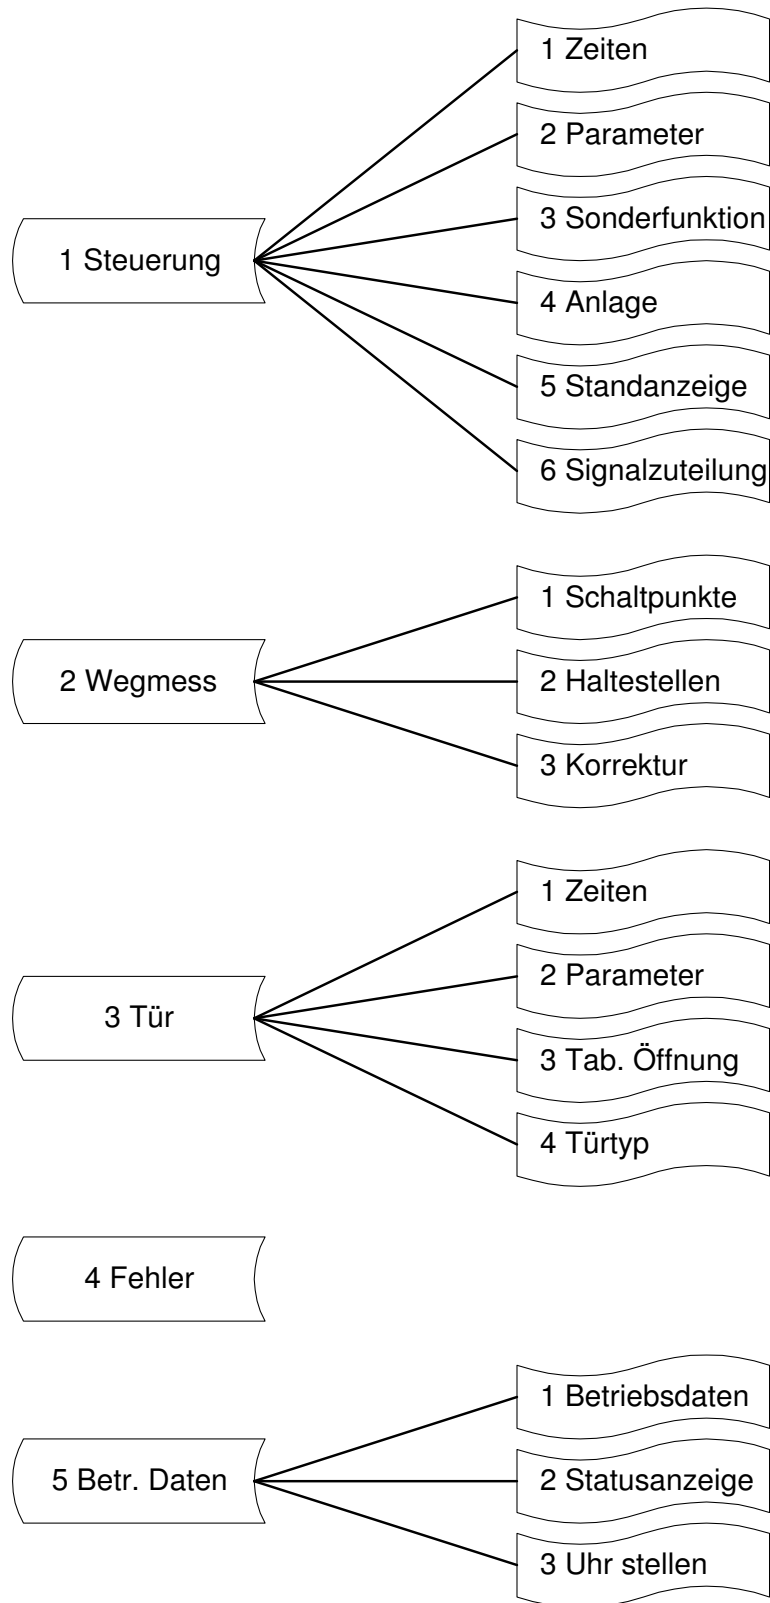 1 Steuerung
1 Zeiten
2 Parameter
3 Sonderfunktion
4 Anlage
5 Standanzeige
6 Signalzuteilung
2 Wegmess
1 Schaltpunkte
2 Haltestellen
3 Korrektur
3 Tür
1 Zeiten
2 Parameter
3 Tab. Öffnung
4 Türtyp
4 Fehler
5 Betr. Daten
1 Betriebsdaten
2 Statusanzeige
3 Uhr stellen